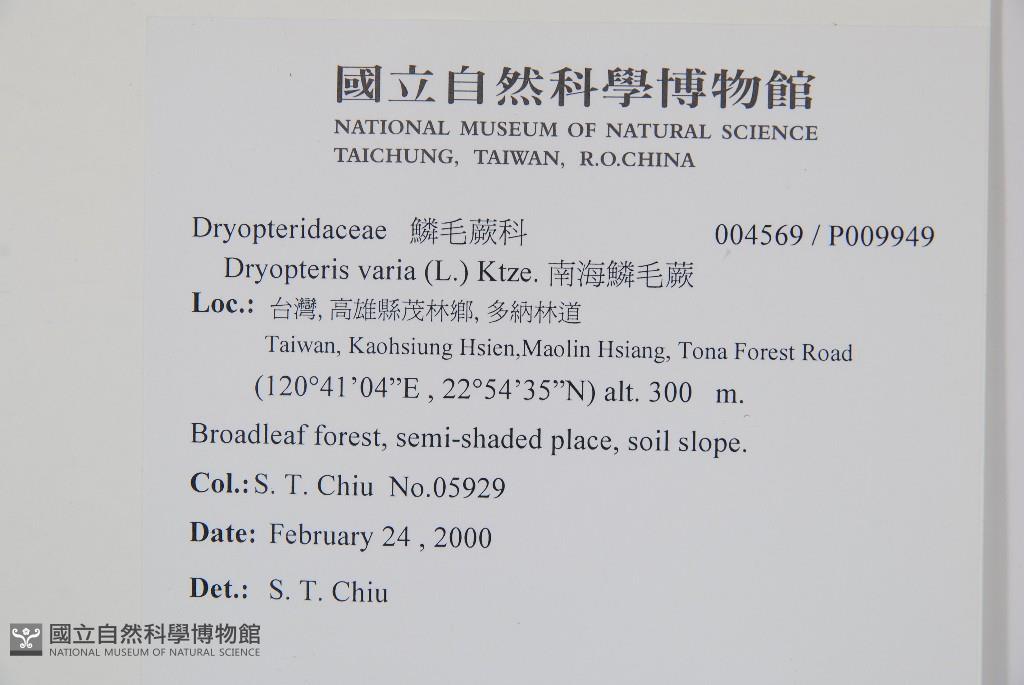 國立自然科學博物館
NATIONAL MUSEUM OF NATURAL SCIENCE
TAICHUNG, TAIWAN, R.O.CHINA
Dryopteridaceae 鱗毛蕨科 004569 / P009949
Dryopteris varia (L.) Ktze. 南海鱗毛蕨
Loc.: 台灣, 高雄縣茂林鄉, 多納林道
Taiwan, Kaohsiung Hsien,Maolin Hsiang, Tona Forest Road
(120°41’04”E , 22°54’35”N) alt. 300 m.
Broadleaf forest, semi-shaded place, soil slope.
Col.: S. T. Chiu No.05929
Date: February 24 , 2000
Det.: S. T. Chiu
國立自然科學博物館
NATIONAL MUSEUM OF NATURAL SCIENCE